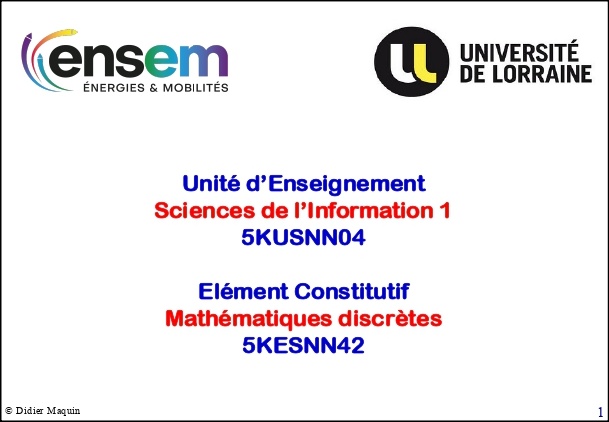 ensem
ÉNERGIES & MOBILITÉS
UNIVERSITÉ
DE LORRAINE
Unité d’Enseignement
Sciences de l’Information 1
5KUSNN04
Elément Constitutif
Mathématiques discrètes
5KESNN42
© Didier Maquin
1